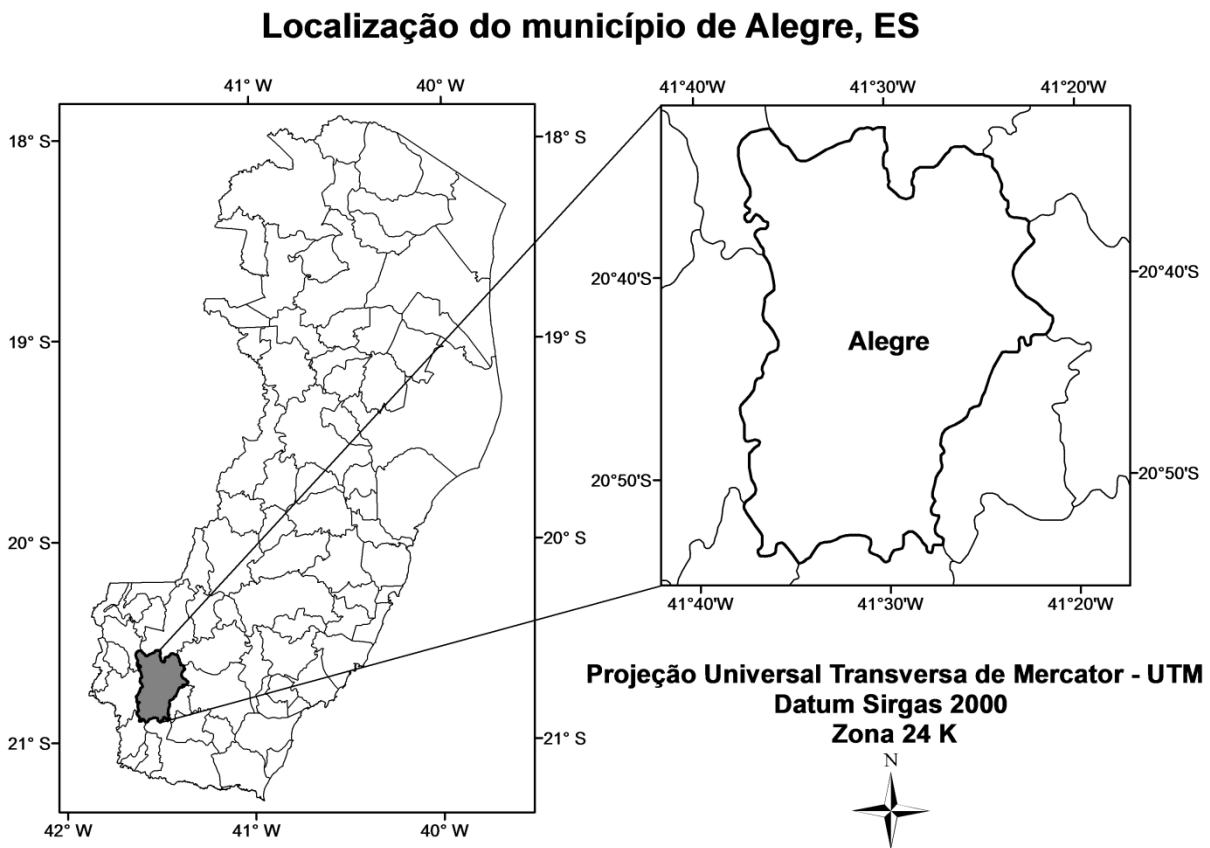 Localização do município de Alegre, ES
41° W
40° W
18° S
18° S
19° S
19° S
20° S
20° S
21° S
21° S
42° W
41° W
40° W
41°40'W
41°30'W
41°20'W
20°40'S
20°40'S
Alegre
20°50'S
20°50'S
41°40'W
41°30'W
41°20'W
Projeção Universal Transversa de Mercator - UTM
Datum Sirgas 2000
Zona 24 K
N